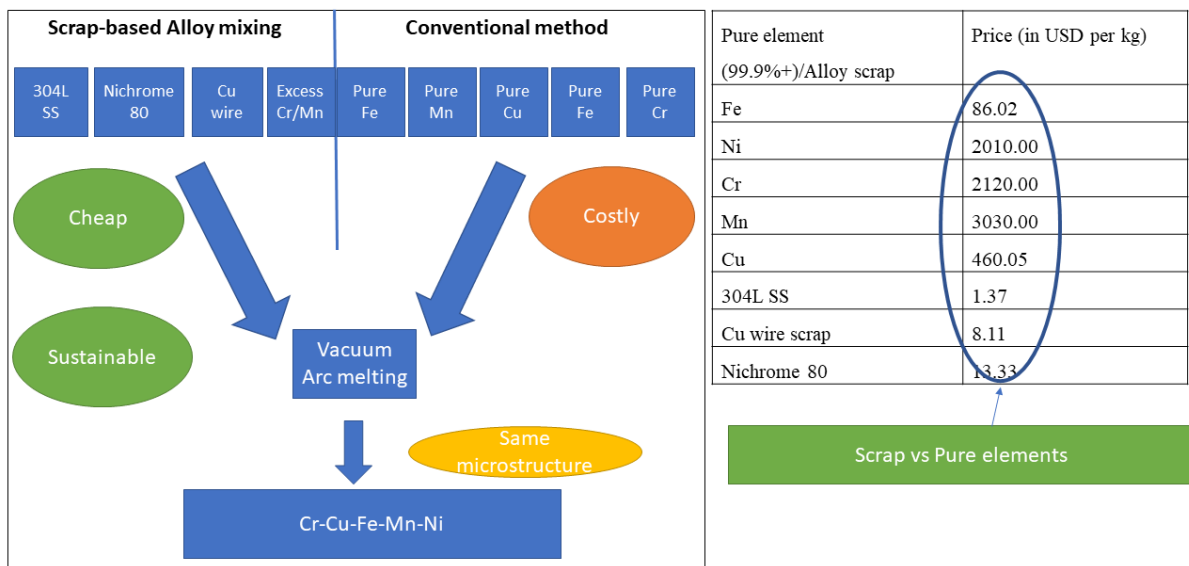 Scrap-based Alloy mixing
Conventional method
304L
SS
Nichrome
80
Cu
wire
Excess
Cr/Mn
Pure
Fe
Pure
Mn
Pure
Cu
Pure
Fe
Pure
Cr
Cheap
Costly
Sustainable
Vacuum
Arc melting
Same
microstructure
Cr-Cu-Fe-Mn-Ni
Pure element
(99.9%+)/Alloy scrap
Price (in USD per kg)
Fe
86.02
Ni
2010.00
Cr
2120.00
Mn
3030.00
Cu
460.05
304L SS
1.37
Cu wire scrap
8.11
Nichrome 80
13.33
Scrap vs Pure elements